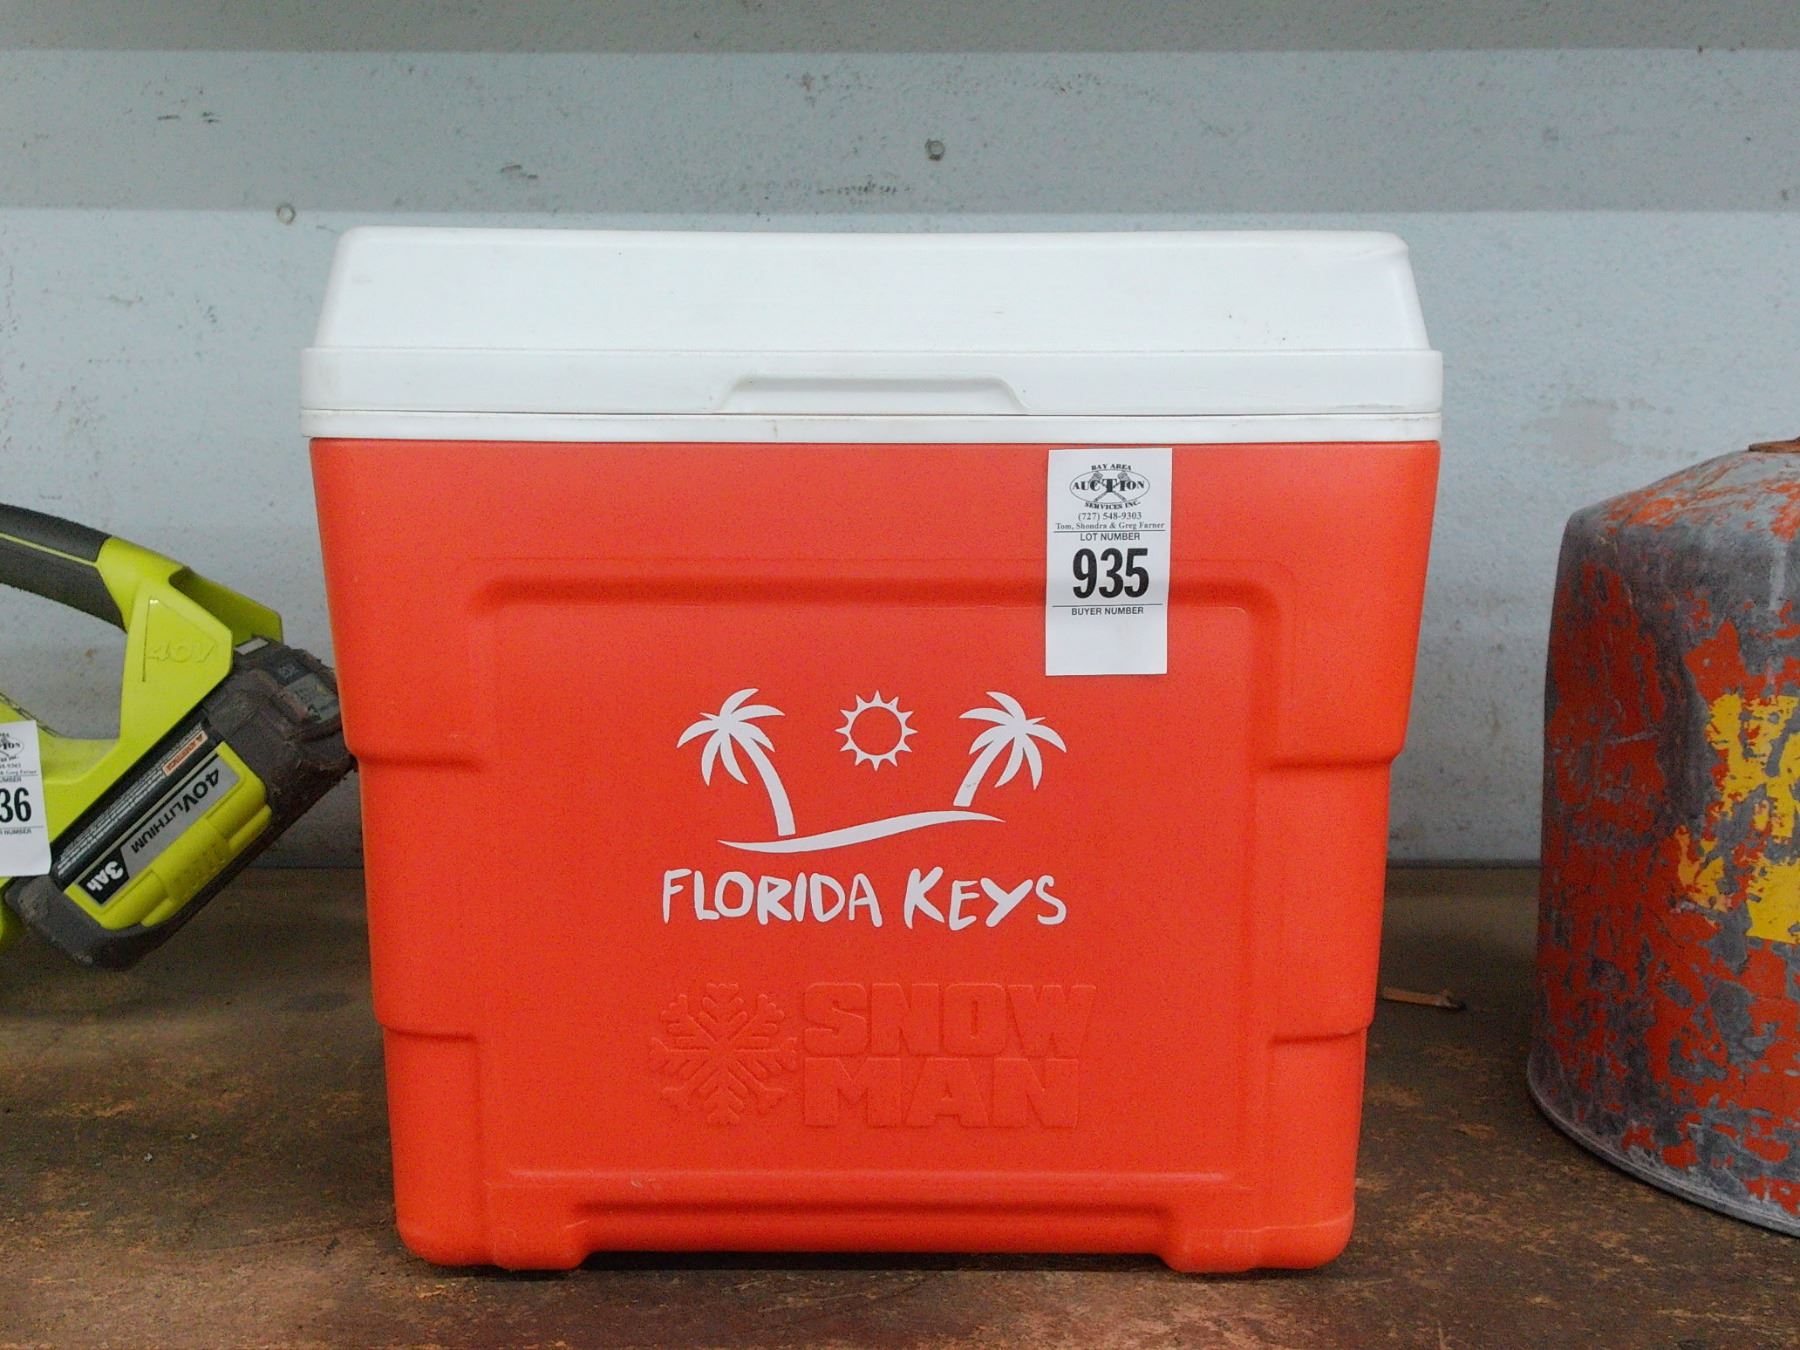 BAY AREA
AUCTION
SERVICES INC.
(727) 548-9303
Tom, Shondra & Greg Farner
LOT NUMBER
935
BUYER NUMBER
FLORIDA KEYS
SNOW
MAN
40V
40V LITHIUM
3Ah
36